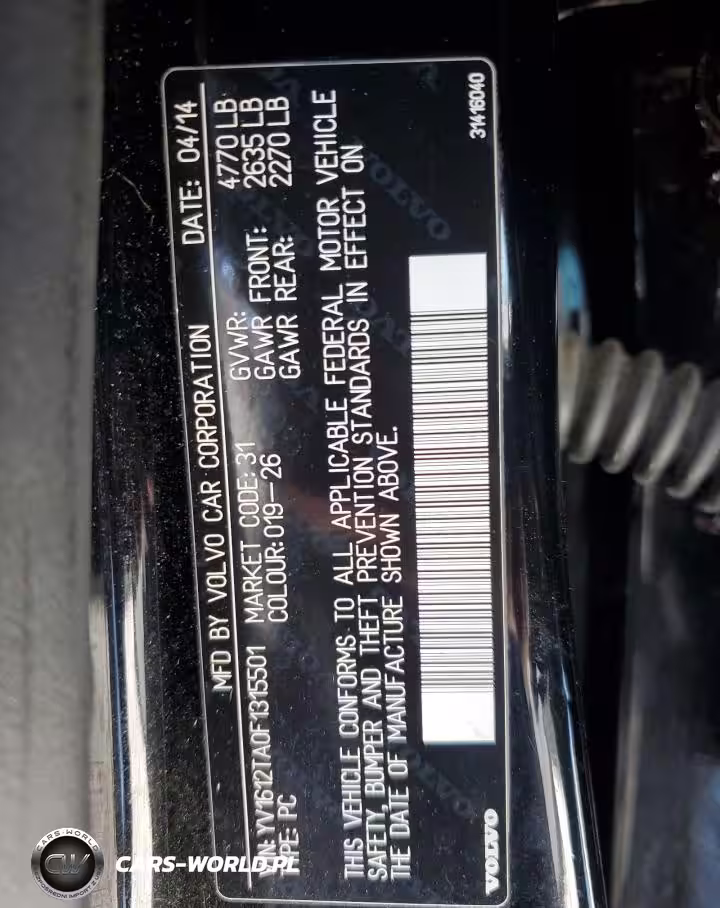 MFD BY VOLVO CAR CORPORATION DATE: 04/14
VIN: YV1612TA0F1315501 MARKET CODE: 31 GVWR: 4770 LB
TYPE: PC COLOUR: 019-26 GAWR FRONT: 2635 LB
GAWR REAR: 2270 LB
THIS VEHICLE CONFORMS TO ALL APPLICABLE FEDERAL MOTOR VEHICLE
SAFETY, BUMPER AND THEFT PREVENTION STANDARDS IN EFFECT ON
THE DATE OF MANUFACTURE SHOWN ABOVE.
VOLVO
31416040
CARS-WORLD
CW
CARS-WORLD.PL